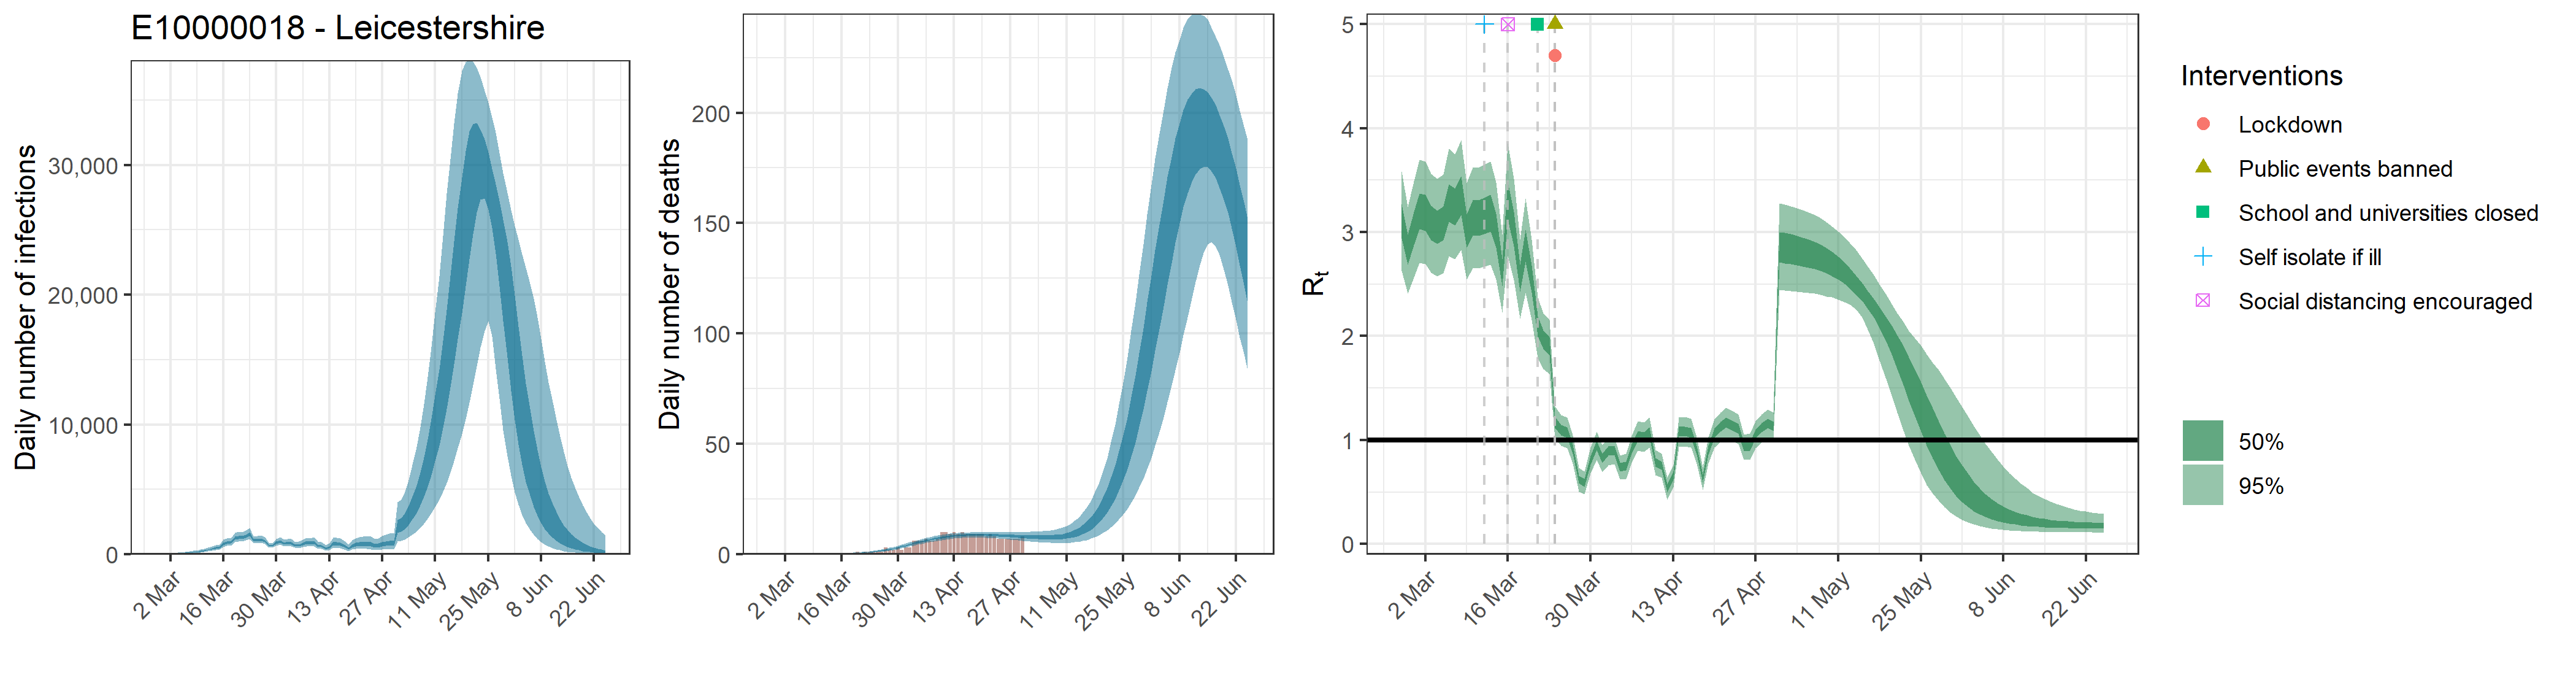 E10000018 - Leicestershire
Daily number of infections
30,000
20,000
10,000
0
2 Mar
16 Mar
30 Mar
13 Apr
27 Apr
11 May
25 May
8 Jun
22 Jun
Daily number of deaths
200
150
100
50
0
2 Mar
16 Mar
30 Mar
13 Apr
27 Apr
11 May
25 May
8 Jun
22 Jun
Rt
5
4
3
2
1
0
2 Mar
16 Mar
30 Mar
13 Apr
27 Apr
11 May
25 May
8 Jun
22 Jun
Interventions
Lockdown
Public events banned
School and universities closed
Self isolate if ill
Social distancing encouraged
50%
95%